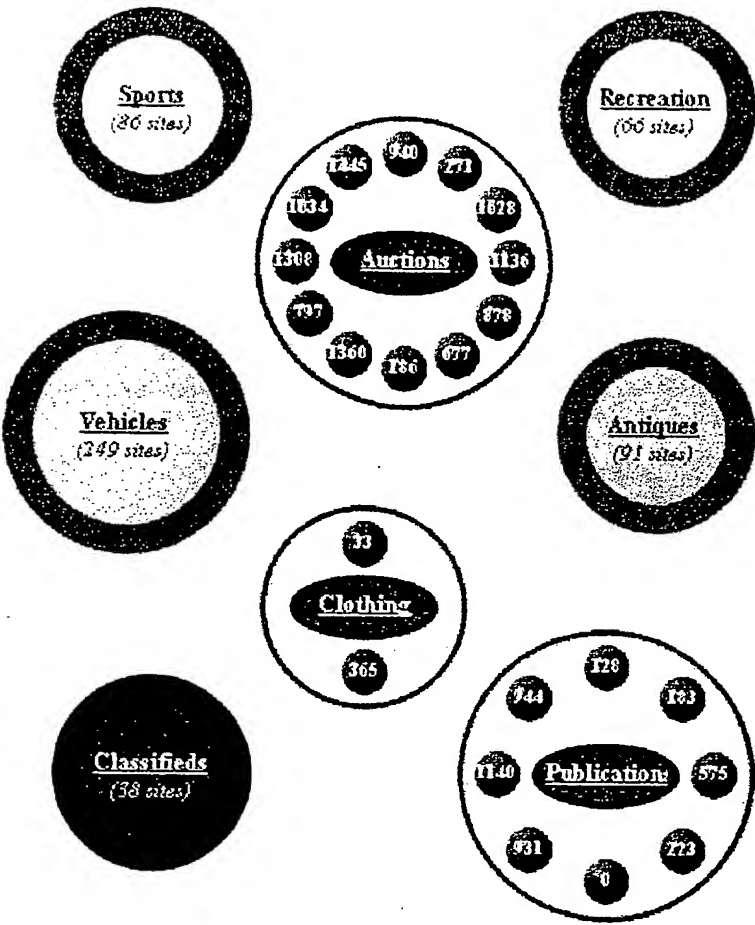 Sports
(86 sites)
Recreation
(66 sites)
940
1445
271
1634
1628
1308
Auctions
1136
797
878
1360
186
677
Vehicles
(249 sites)
Antiques
(91 sites)
33
Clothing
365
128
944
183
Classifieds
(38 sites)
1140
Publications
575
931
223
0